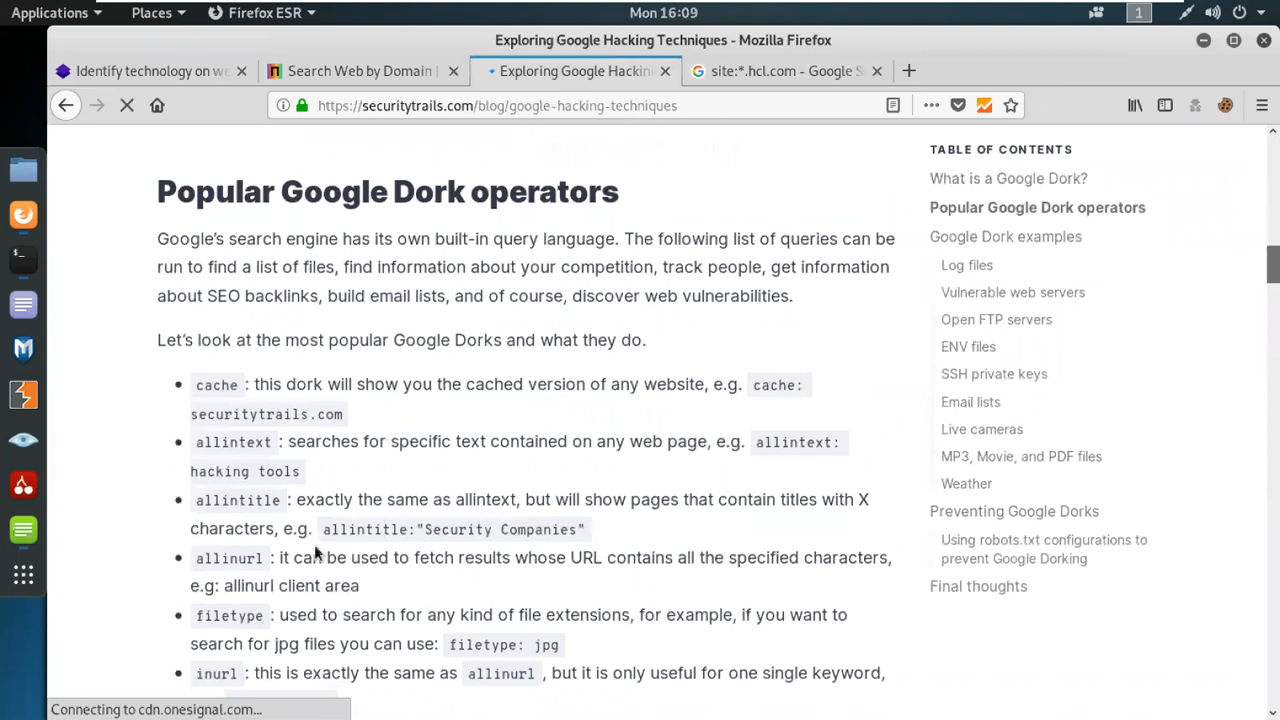 Applications Places Firefox ESR Mon 16:09 1
Exploring Google Hacking Techniques - Mozilla Firefox
Identify technology on we Search Web by Domain | Exploring Google Hackin site:*.hcl.com - Google S
https://securitytrails.com/blog/google-hacking-techniques
Popular Google Dork operators
Google’s search engine has its own built-in query language. The following list of queries can be
run to find a list of files, find information about your competition, track people, get information
about SEO backlinks, build email lists, and of course, discover web vulnerabilities.
Let’s look at the most popular Google Dorks and what they do.
• cache : this dork will show you the cached version of any website, e.g. cache:
securitytrails.com
• allintext : searches for specific text contained on any web page, e.g. allintext:
hacking tools
• allintitle : exactly the same as allintext, but will show pages that contain titles with X
characters, e.g. allintitle:"Security Companies"
• allinurl : it can be used to fetch results whose URL contains all the specified characters,
e.g: allinurl client area
• filetype : used to search for any kind of file extensions, for example, if you want to
search for jpg files you can use: filetype: jpg
• inurl : this is exactly the same as allinurl , but it is only useful for one single keyword,
TABLE OF CONTENTS
What is a Google Dork?
Popular Google Dork operators
Google Dork examples
Log files
Vulnerable web servers
Open FTP servers
ENV files
SSH private keys
Email lists
Live cameras
MP3, Movie, and PDF files
Weather
Preventing Google Dorks
Using robots.txt configurations to
prevent Google Dorking
Final thoughts
Connecting to cdn.onesignal.com...